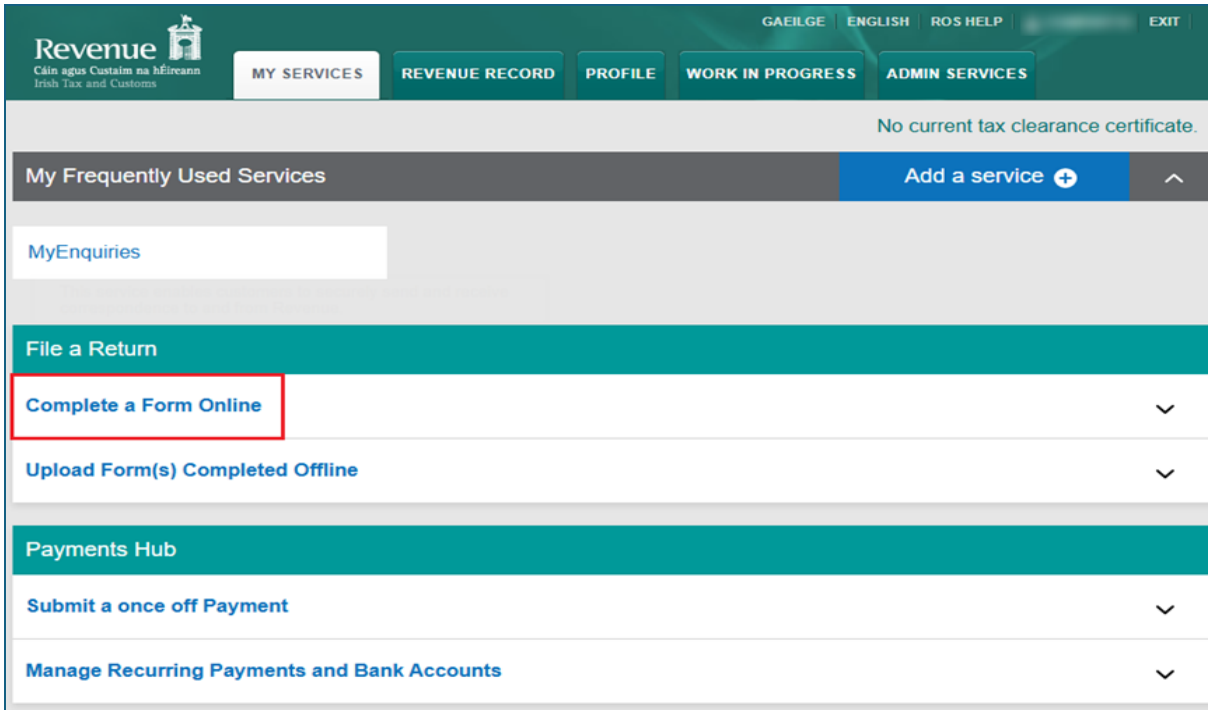 GAEILGE ENGLISH ROS HELP EXIT
Revenue
Cáin agus Custaim na hÉireann
Irish Tax and Customs
MY SERVICES REVENUE RECORD PROFILE WORK IN PROGRESS ADMIN SERVICES
No current tax clearance certificate.
My Frequently Used Services Add a service
MyEnquiries
File a Return
Complete a Form Online
Upload Form(s) Completed Offline
Payments Hub
Submit a once off Payment
Manage Recurring Payments and Bank Accounts